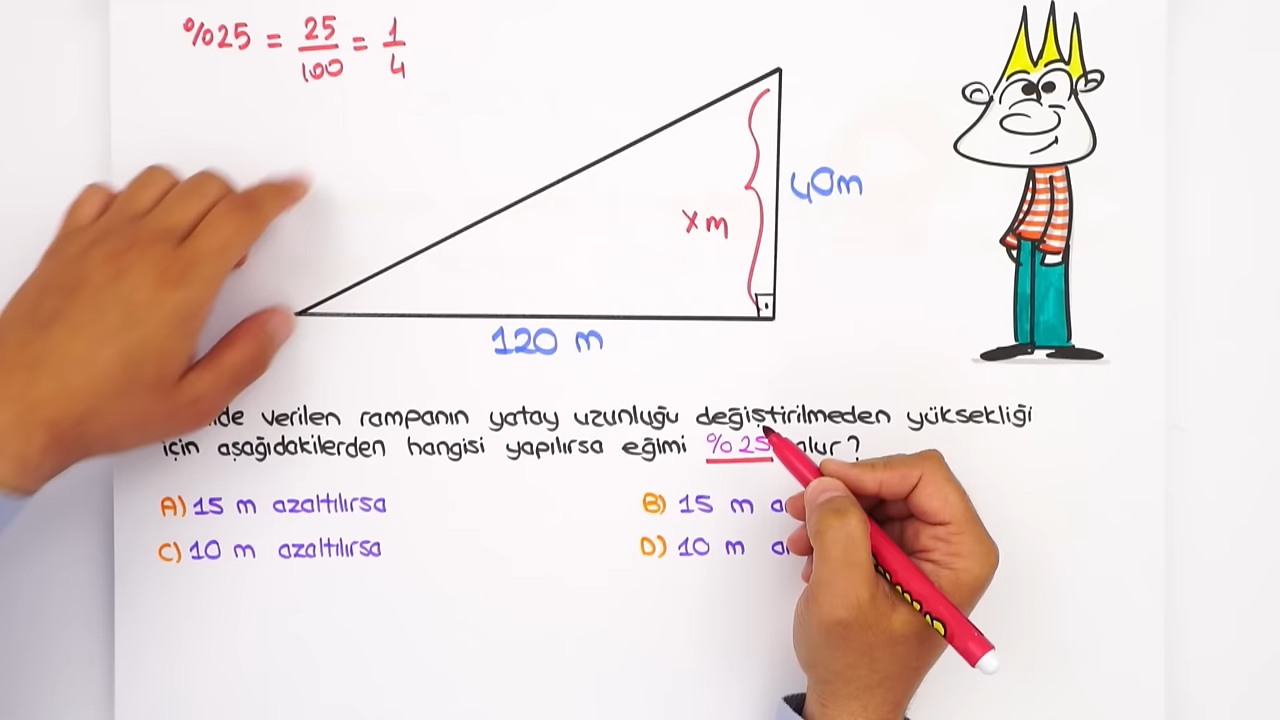 %25 = 25/100 = 1/4
40m
x m
120 m
de verilen rampanın yatay uzunluğu değiştirilmeden yüksekliği
için aşağıdakilerden hangisi yapılırsa eğimi %25 olur?
A) 15 m azaltılırsa
B) 15 m
C) 10 m azaltılırsa
D) 10 m